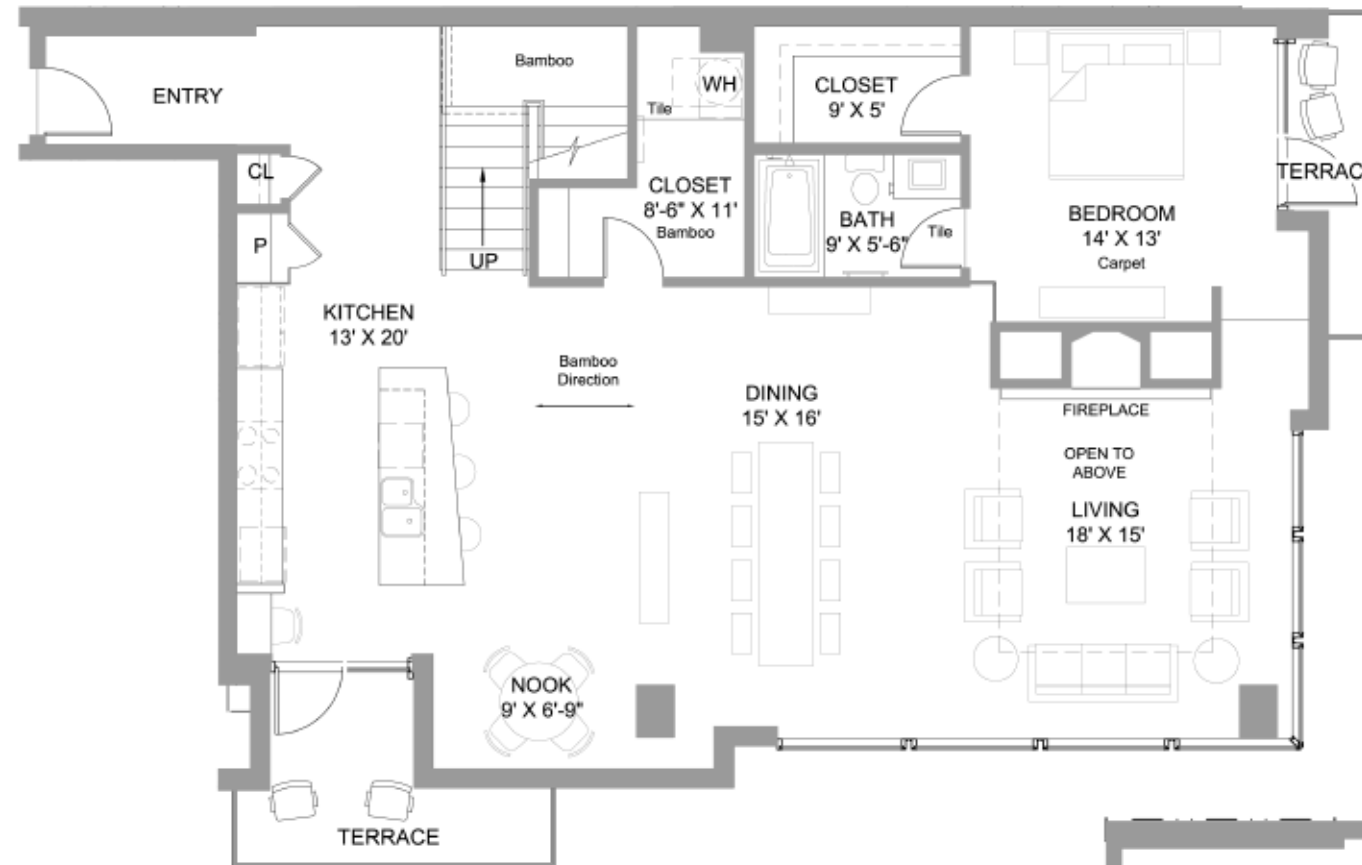 ENTRY
Bamboo
WH
Tile
CLOSET
9' X 5'
CL
CLOSET
8'-6" X 11'
Bamboo
BATH
9' X 5'-6"
Tile
TERRAC
BEDROOM
14' X 13'
Carpet
P
UP
KITCHEN
13' X 20'
Bamboo
Direction
DINING
15' X 16'
FIREPLACE
OPEN TO
ABOVE
LIVING
18' X 15'
NOOK
9' X 6'-9"
TERRACE